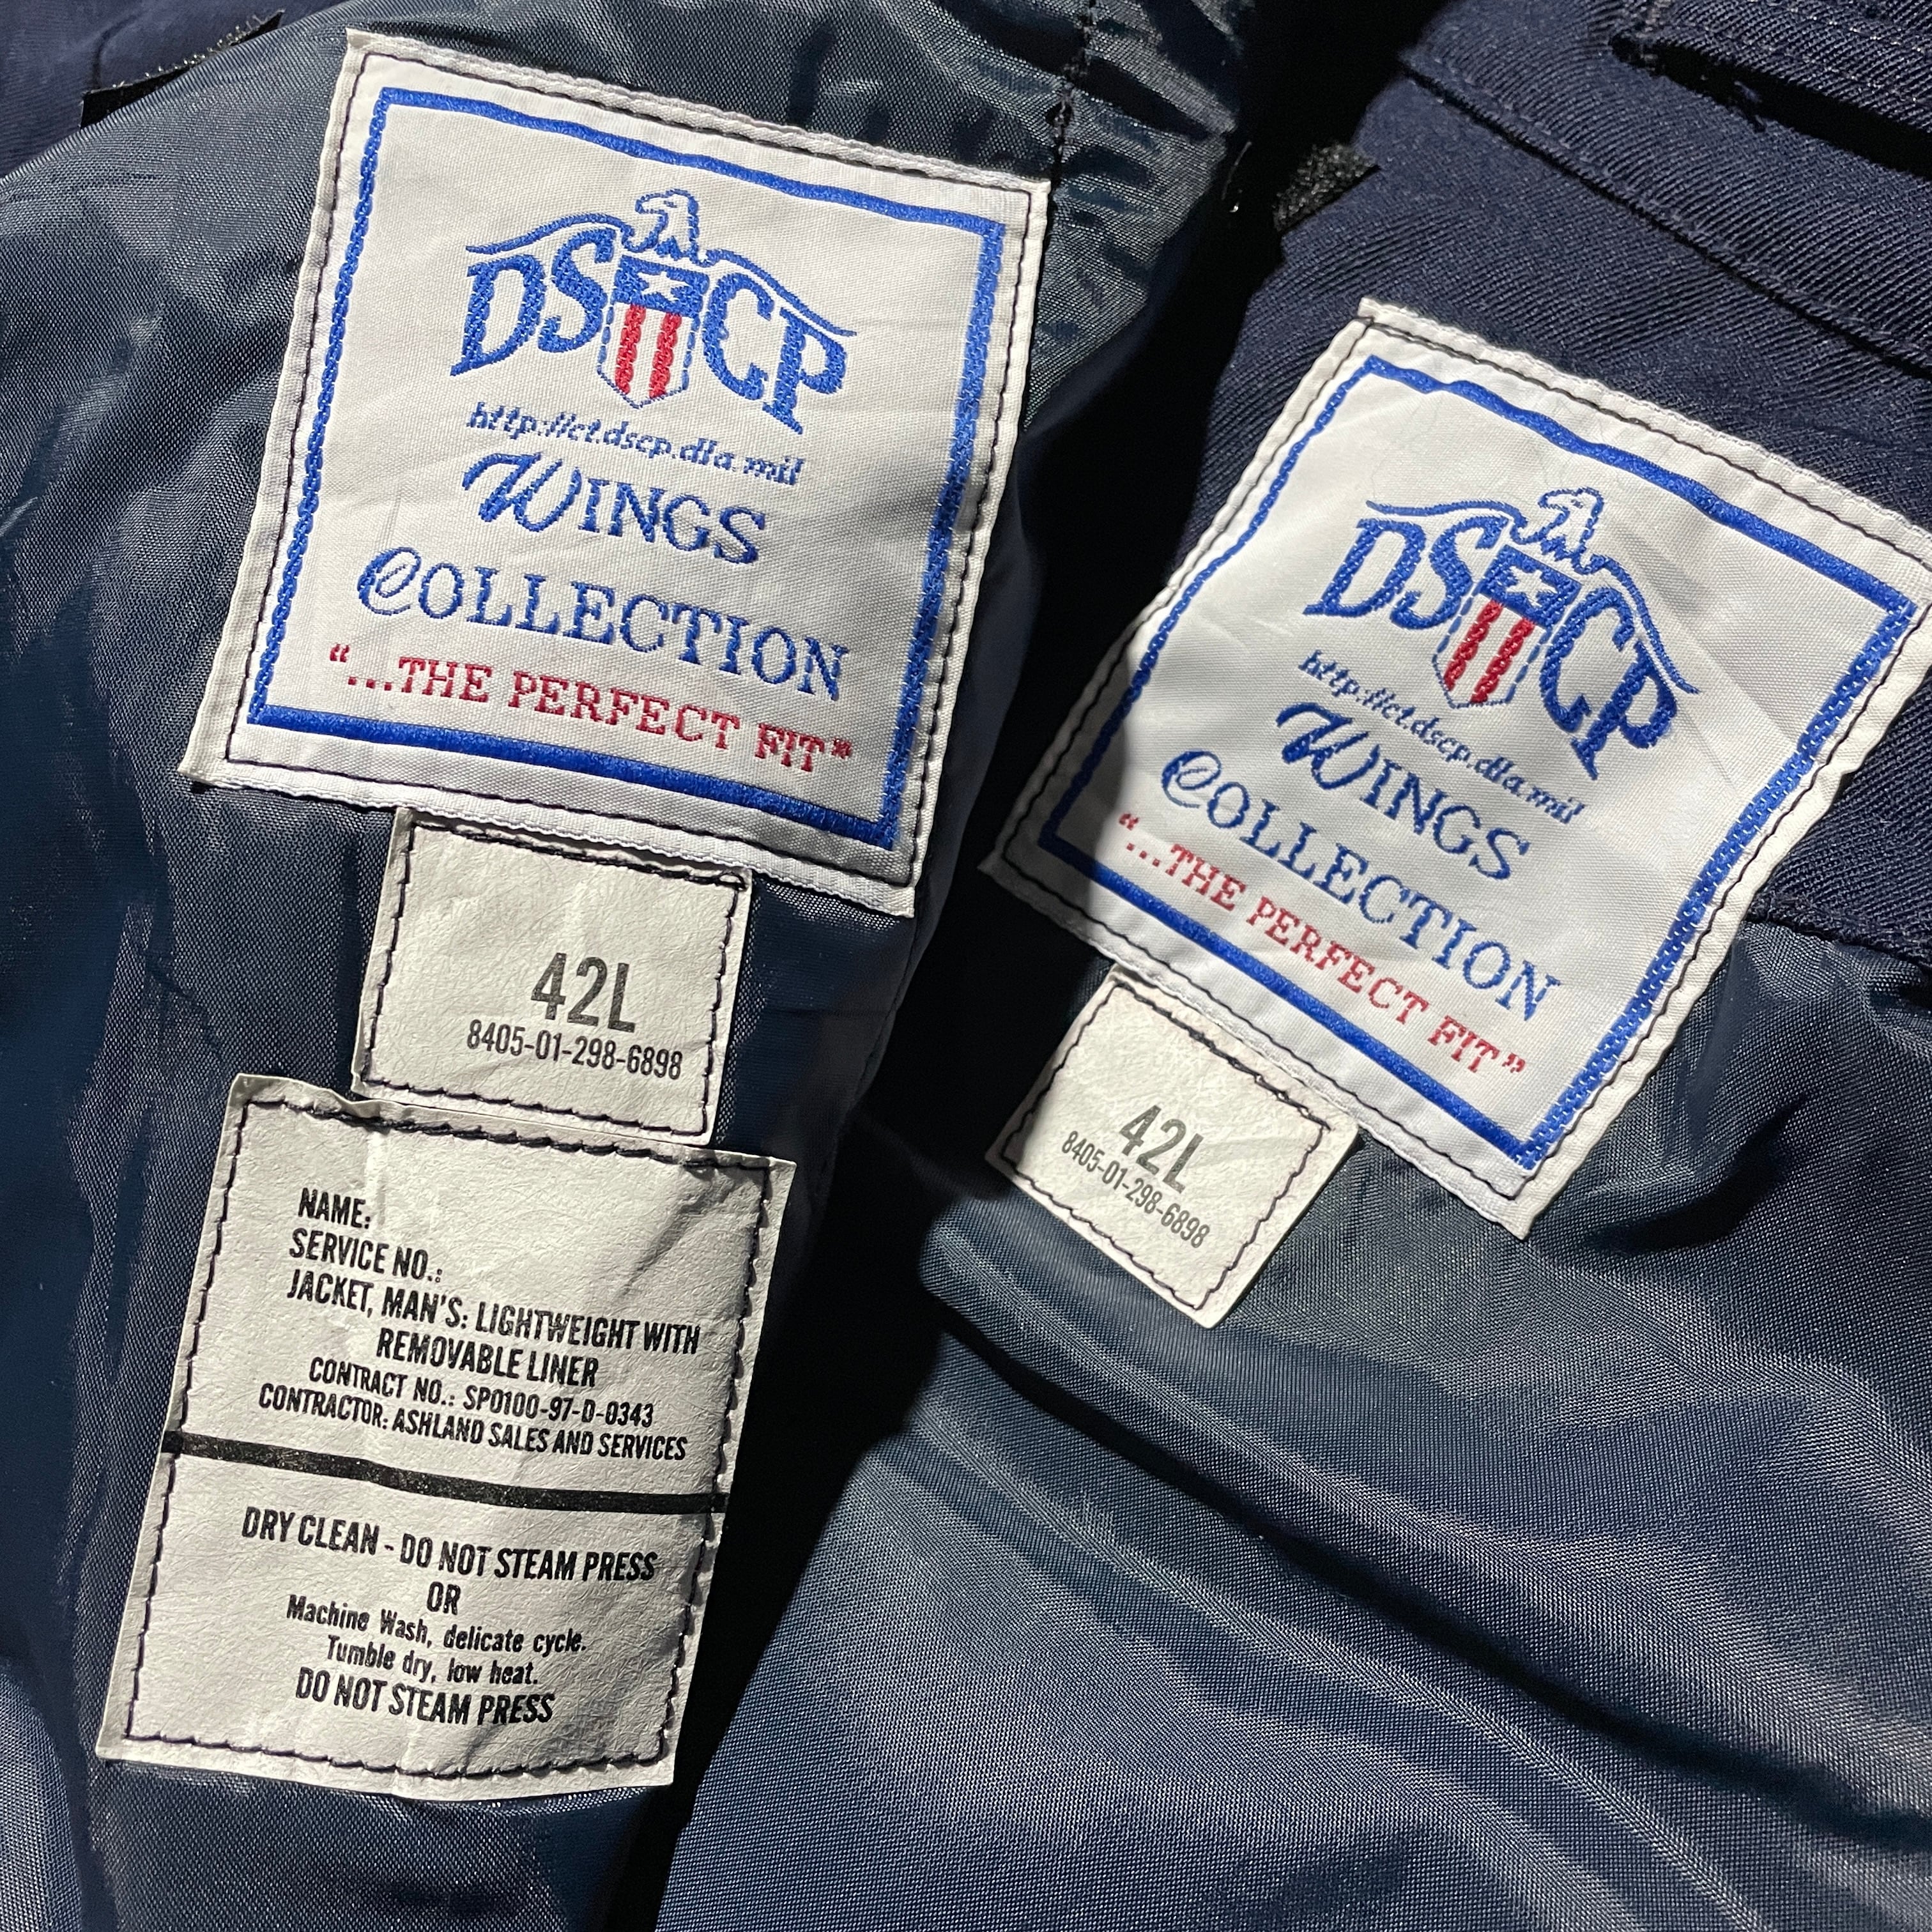 DSCP
http://ct.dscp.dla.mil
WINGS
COLLECTION
"...THE PERFECT FIT"
42L
8405-01-298-6898
NAME:
SERVICE NO.:
JACKET, MAN'S: LIGHTWEIGHT WITH
REMOVABLE LINER
CONTRACT NO.: SP0100-97-D-0343
CONTRACTOR: ASHLAND SALES AND SERVICES
DRY CLEAN - DO NOT STEAM PRESS
OR
Machine Wash, delicate cycle.
Tumble dry, low heat.
DO NOT STEAM PRESS
DSCP
http://ct.dscp.dla.mil
WINGS
COLLECTION
"...THE PERFECT FIT"
42L
8405-01-298-6898